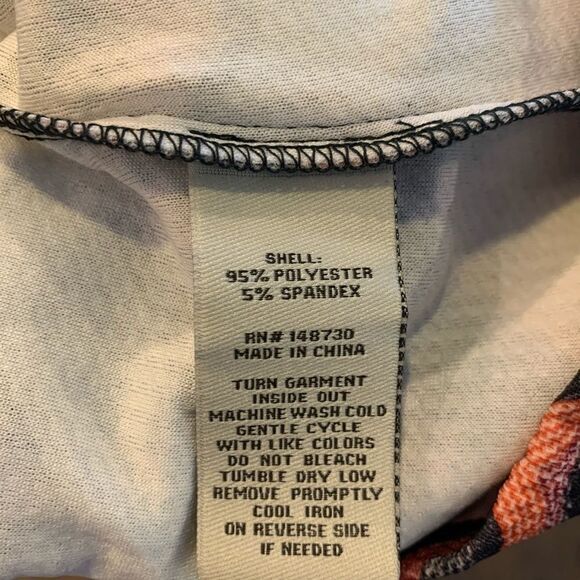 SHELL:
95% POLYESTER
5% SPANDEX
RN# 148730
MADE IN CHINA
TURN GARMENT
INSIDE OUT
MACHINE WASH COLD
GENTLE CYCLE
WITH LIKE COLORS
DO NOT BLEACH
TUMBLE DRY LOW
REMOVE PROMPTLY
COOL IRON
ON REVERSE SIDE
IF NEEDED